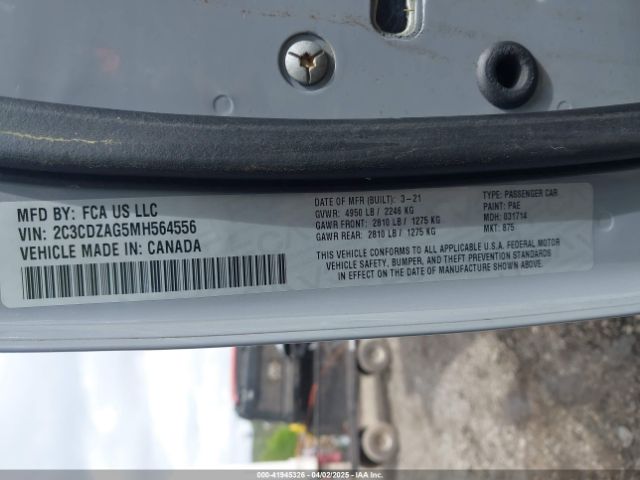 MFD BY: FCA US LLC
VIN: 2C3CDZAG5MH564556
VEHICLE MADE IN: CANADA
DATE OF MFR (BUILT): 3-21
GVWR: 4950 LB / 2246 KG
GAWR FRONT: 2810 LB / 1275 KG
GAWR REAR: 2810 LB / 1275 KG
TYPE: PASSENGER CAR
PAINT: PAE
MDH: 031714
MKT: 875
THIS VEHICLE CONFORMS TO ALL APPLICABLE U.S.A. FEDERAL MOTOR
VEHICLE SAFETY, BUMPER, AND THEFT PREVENTION STANDARDS
IN EFFECT ON THE DATE OF MANUFACTURE SHOWN ABOVE.
000-41945326 - 04/02/2025 - IAAI.COM